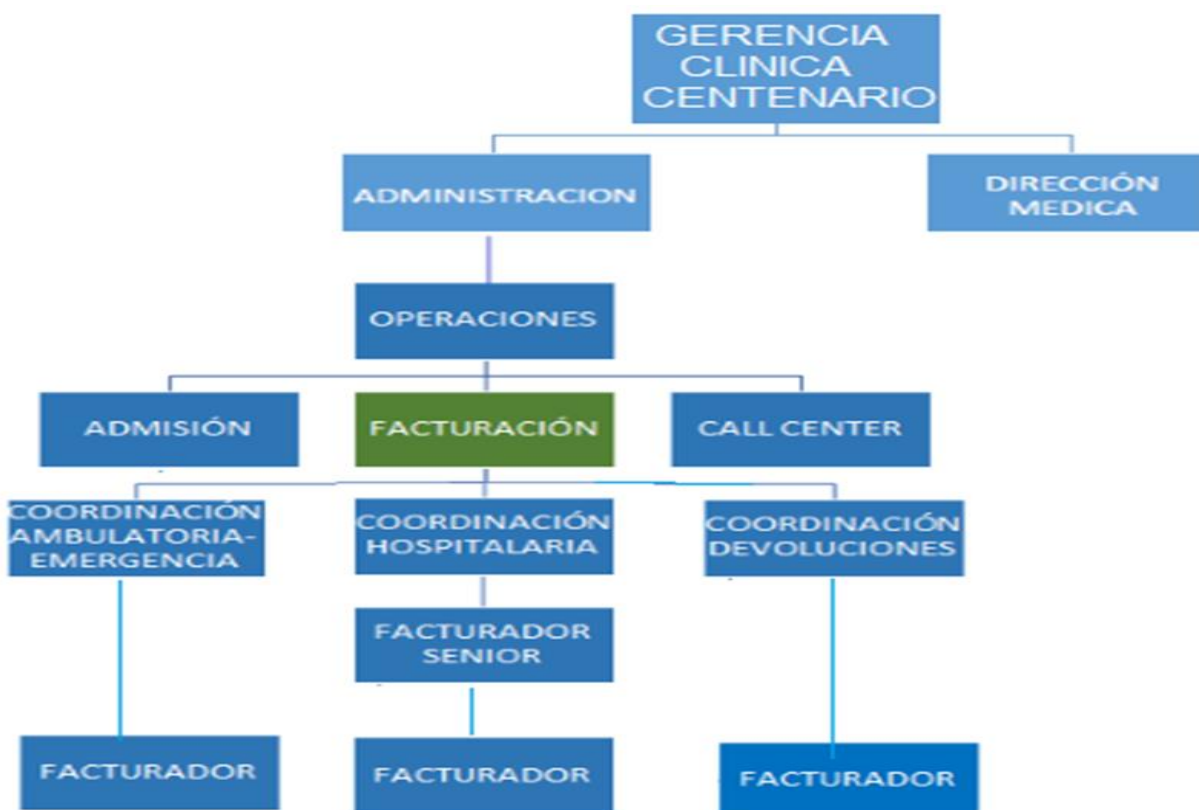 GERENCIA
CLINICA
CENTENARIO
ADMINISTRACION
DIRECCIÓN
MEDICA
OPERACIONES
ADMISIÓN
FACTURACIÓN
CALL CENTER
COORDINACIÓN
AMBULATORIA-
EMERGENCIA
COORDINACIÓN
HOSPITALARIA
COORDINACIÓN
DEVOLUCIONES
FACTURADOR
SENIOR
FACTURADOR
FACTURADOR
FACTURADOR